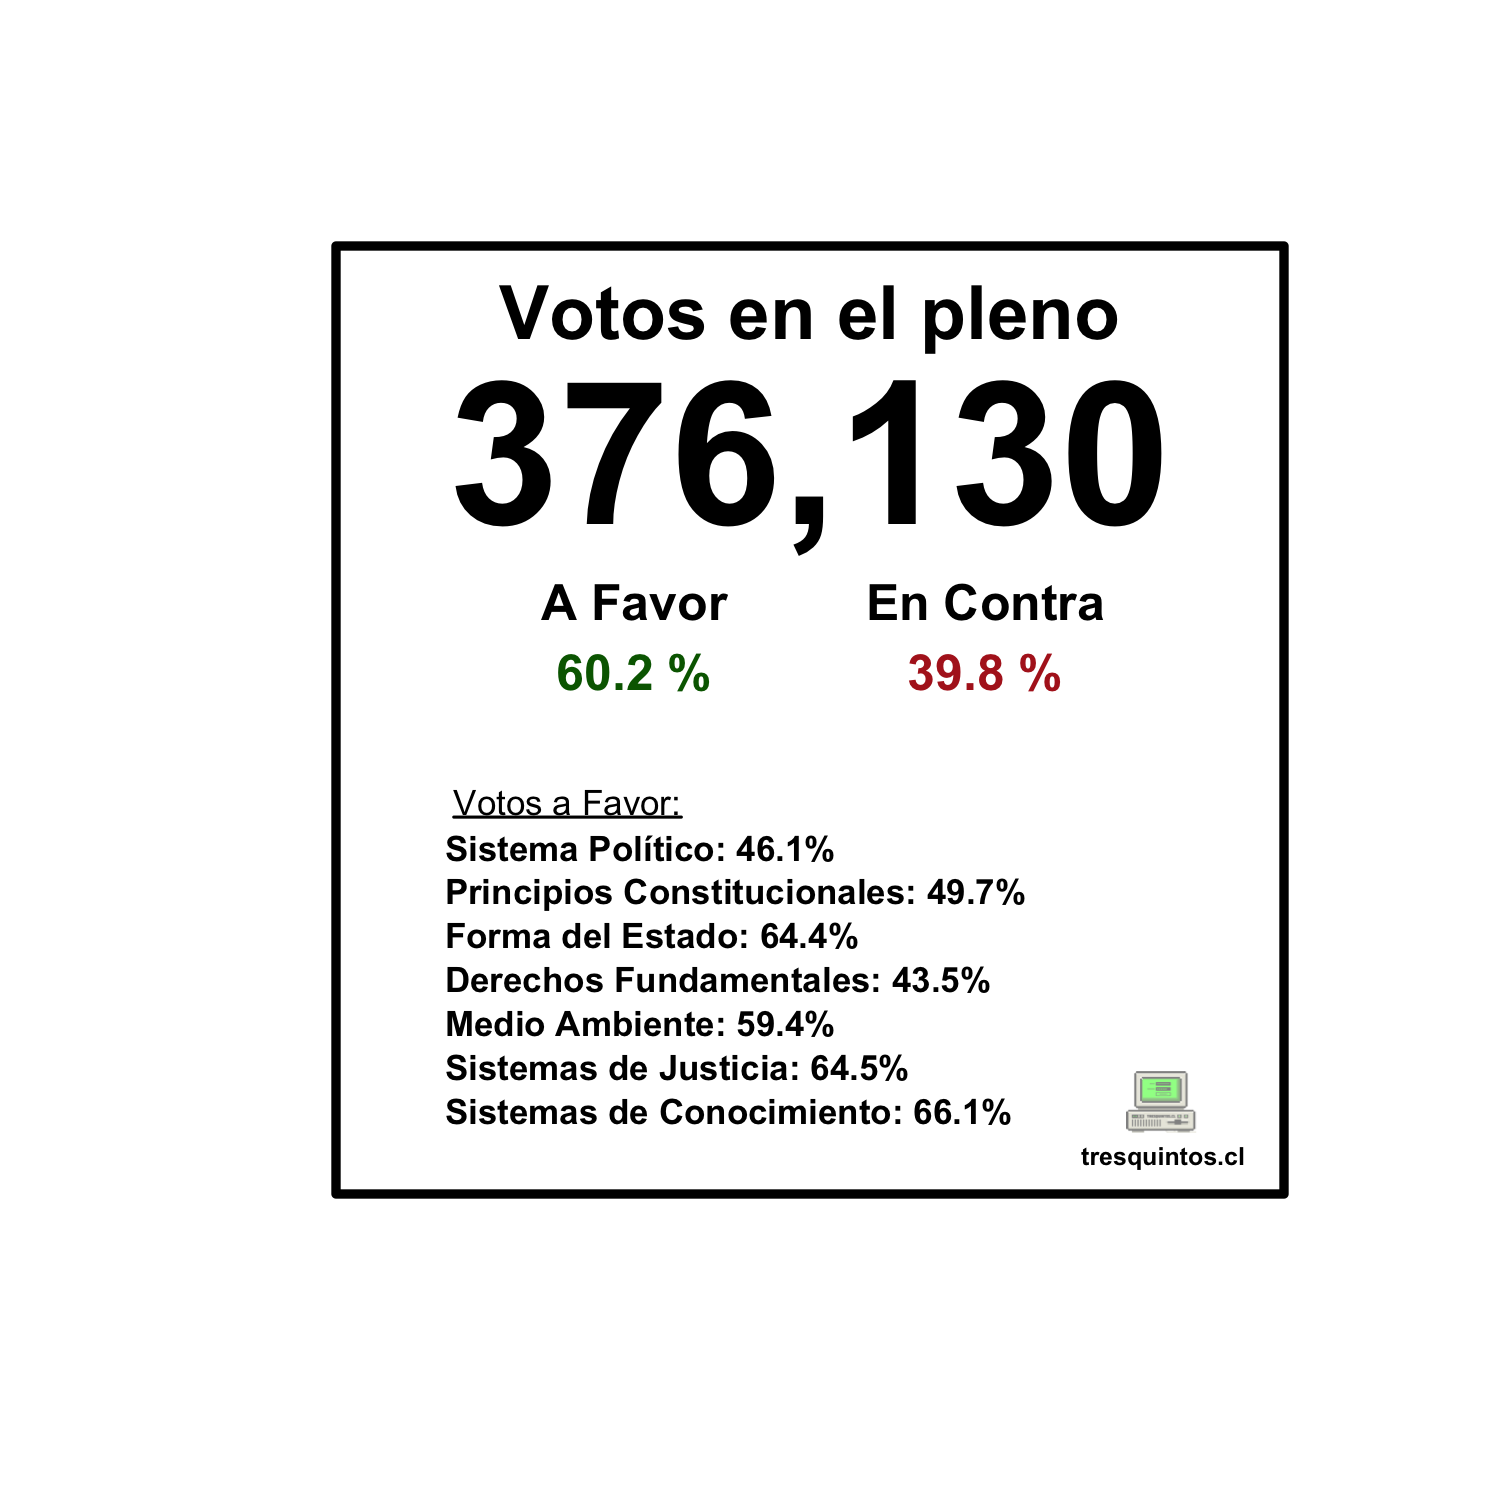 Votos en el pleno
376,130
A Favor En Contra
60.2 % 39.8 %
Votos a Favor:
Sistema Político: 46.1%
Principios Constitucionales: 49.7%
Forma del Estado: 64.4%
Derechos Fundamentales: 43.5%
Medio Ambiente: 59.4%
Sistemas de Justicia: 64.5%
Sistemas de Conocimiento: 66.1%
tresquintos.cl